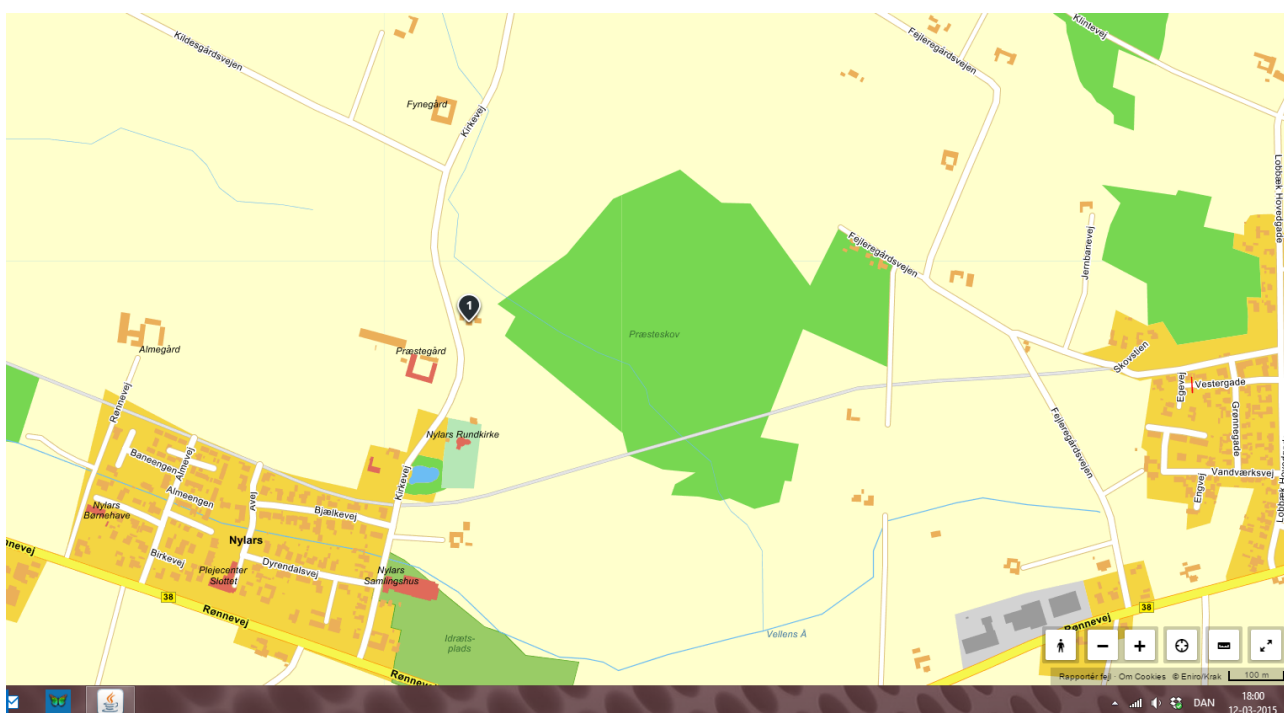 Klintevej
Kildesgårdsvejen
Fejleregårdsvejen
Fynegård
Kirkevej
Lobbæk Hovedgade
Fejleregårdsvejen
Jernbanevej
1
Præsteskov
Almegård
Præstegård
Skovstien
Egevej
Vestergade
Rønnevej
Grønnegade
Fejleregårdsvejen
Nylars Rundkirke
Almevej
Baneengen
Kirkevej
Vandværksvej
Engvej
Almeengen
Avej
Nylars
Børnehave
Bjælkevej
Nylars
Birkevej
Dyrendalsvej
Plejecenter
Slottet
Nylars
Samlingshus
38
Rønnevej
38
Rønnevej
Idræts-
plads
Vellens Å
Rønnevej
Rapportér fejl · Om Cookies © Eniro/Krak 100 m
DAN
18:00
12-03-2015